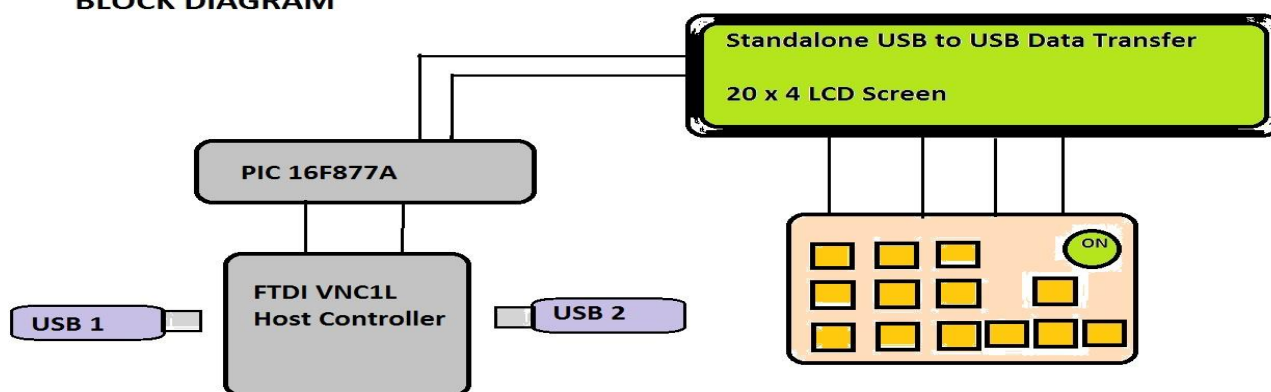 BLOCK DIAGRAM
Standalone USB to USB Data Transfer
20 x 4 LCD Screen
PIC 16F877A
ON
FTDI VNC1L
Host Controller
USB 1
USB 2